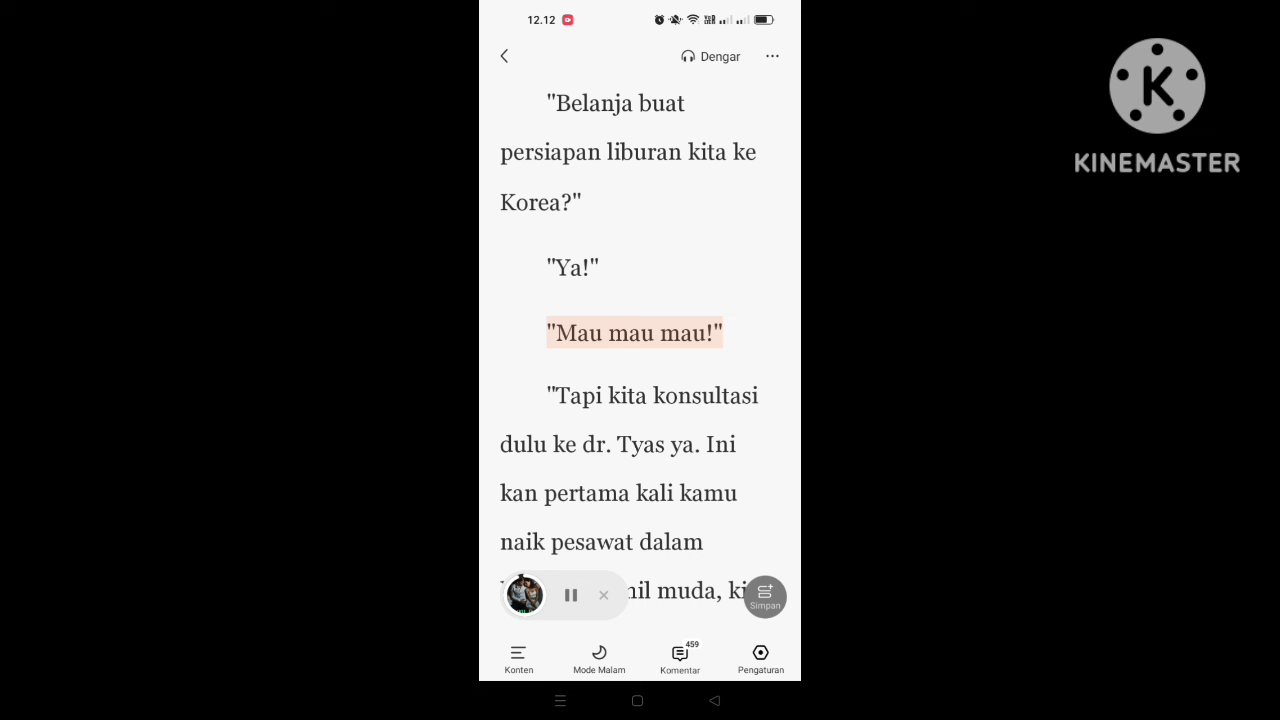 12.12
Dengar
K
KINEMASTER
"Belanja buat
persiapan liburan kita ke
Korea?"
"Ya!"
"Mau mau mau!"
"Tapi kita konsultasi
dulu ke dr. Tyas ya. Ini
kan pertama kali kamu
naik pesawat dalam
muda,
Simpan
Konten
Mode Malam
459
Komentar
Pengaturan